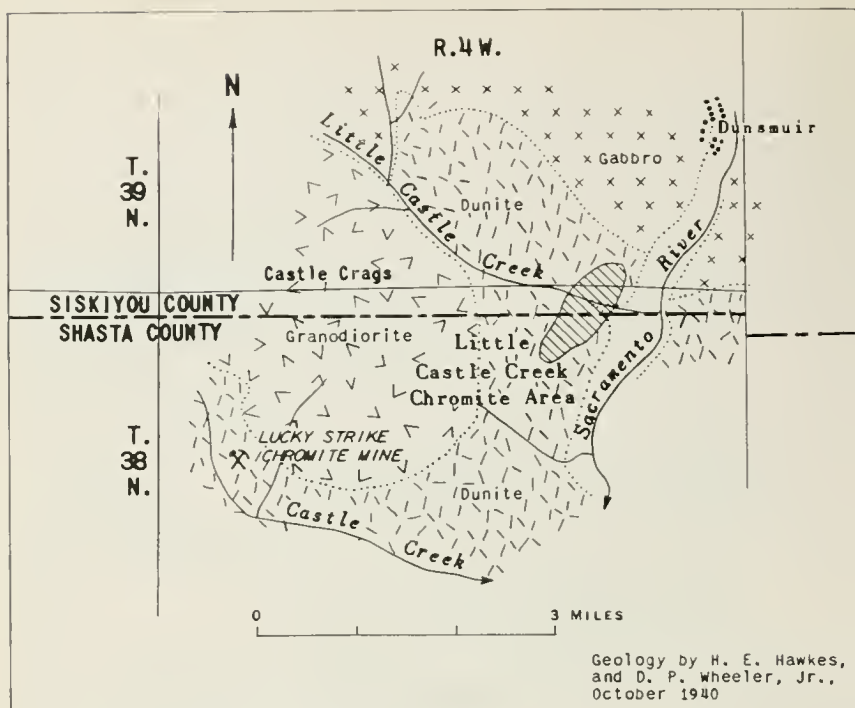 R.4W.
N
Dunsmuir
Gabbro
T.
39
N.
Little Castle Creek
Dunite
River
Castle Crags
SISKIYOU COUNTY
SHASTA COUNTY
Granodiorite
Little
Castle Creek
Chromite Area
Sacramento
T.
38
N.
LUCKY STRIKE
CHROMITE MINE
Dunite
Castle Creek
0 3 MILES
Geology by H. E. Hawkes,
and D. P. Wheeler, Jr.,
October 1940